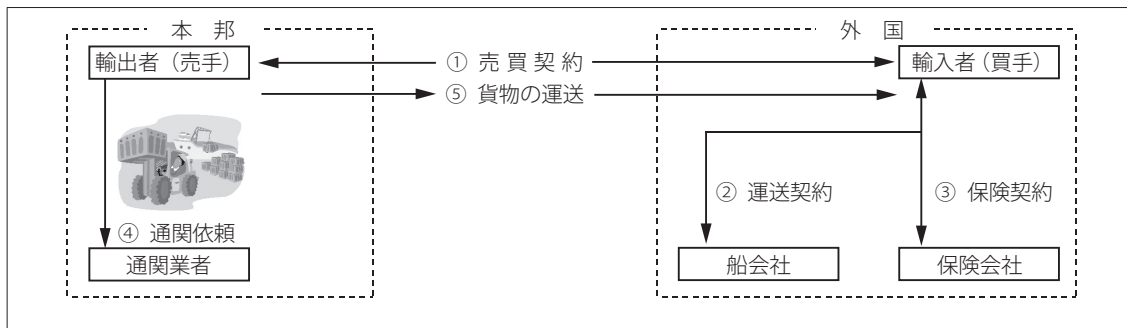 本　邦
外　国
輸出者（売手）
① 売 買 契 約
輸入者（買手）
⑤ 貨物の運送
② 運送契約
③ 保険契約
④ 通関依頼
通関業者
船会社
保険会社